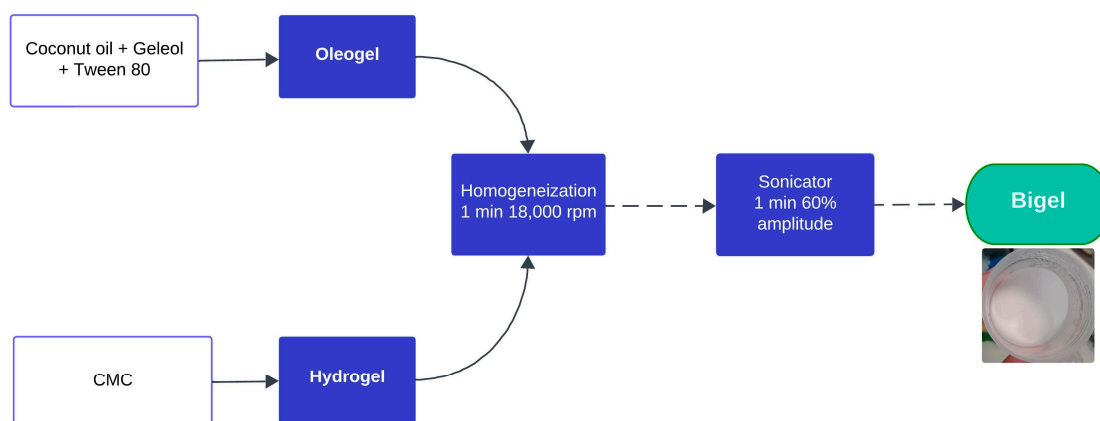 Coconut oil + Geleol
+ Tween 80
Oleogel
Homogeneization
1 min 18,000 rpm
Sonicator
1 min 60%
amplitude
Bigel
CMC
Hydrogel